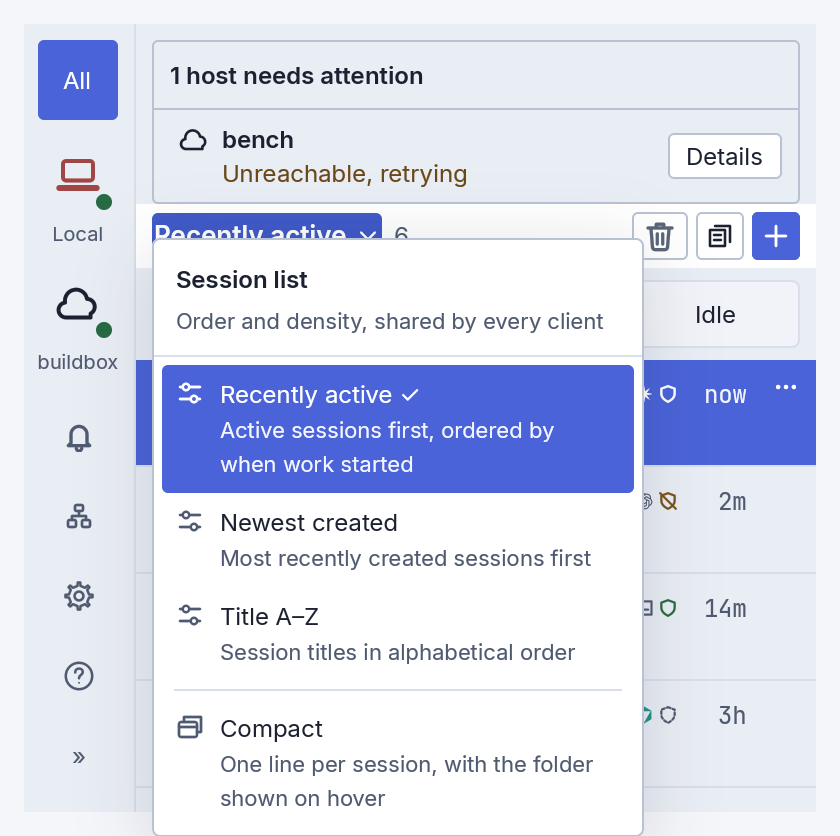 All
Local
buildbox
»
1 host needs attention
bench
Unreachable, retrying
Details
Recently active
6
Session list
Order and density, shared by every client
Idle
Recently active
Active sessions first, ordered by
when work started
now
Newest created
Most recently created sessions first
2m
Title A–Z
Session titles in alphabetical order
14m
Compact
One line per session, with the folder
shown on hover
3h